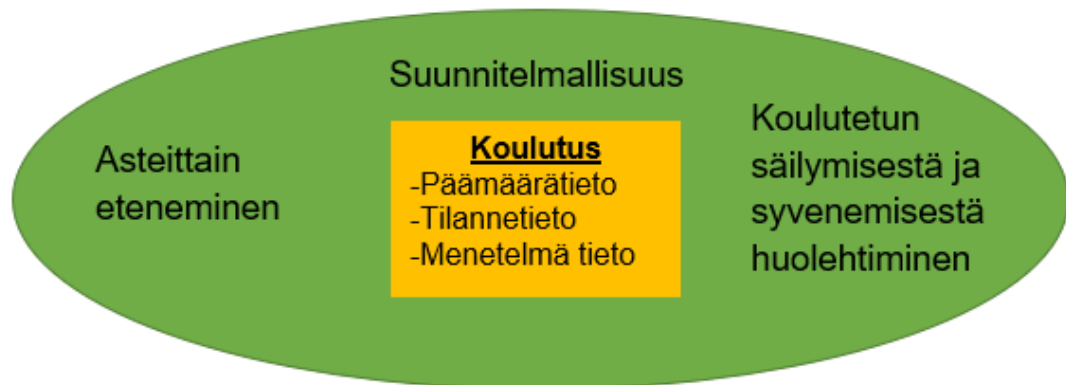 Suunnitelmallisuus
Asteittain
eteneminen
Koulutus
-Päämäärätieto
-Tilannetieto
-Menetelmä tieto
Koulutetun
säilymisestä ja
syvenemisestä
huolehtiminen